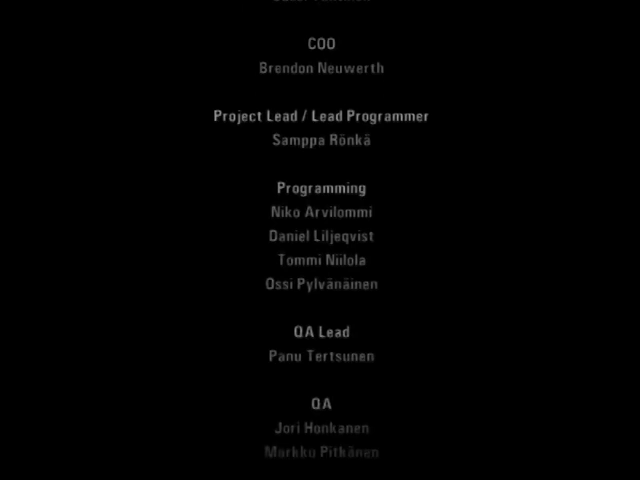 COO
Brendon Neuwerth
Project Lead / Lead Programmer
Samppa Rönkä
Programming
Niko Arvilommi
Daniel Liljeqvist
Tommi Niilola
Ossi Pylvänäinen
QA Lead
Panu Tertsunen
QA
Jori Honkanen
Markku Pitkänen